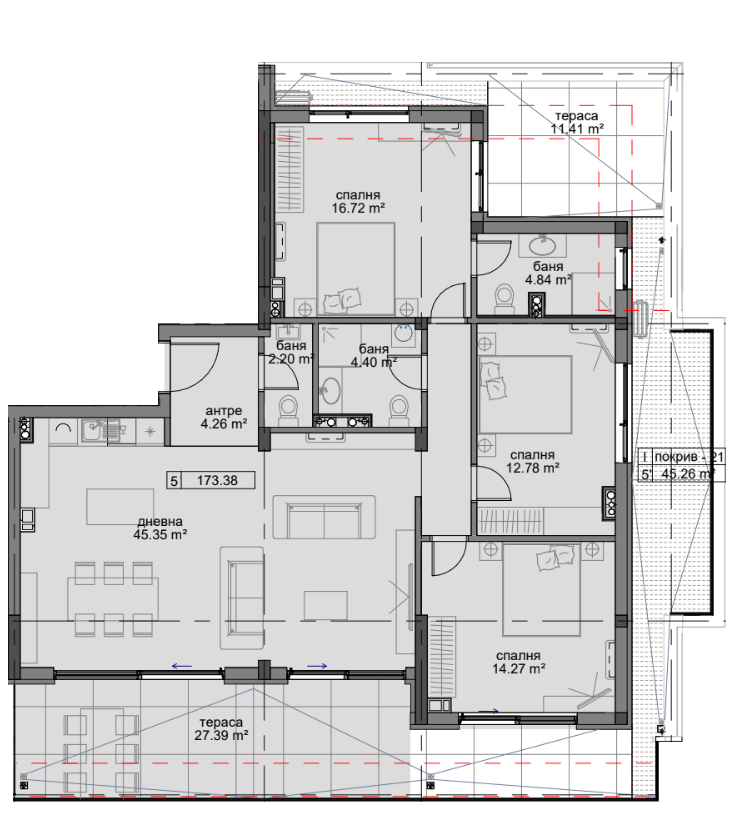 тераса
11.41 m²
спалня
16.72 m²
баня
4.84 m²
баня
2.20 m²
баня
4.40 m²
антре
4.26 m²
спалня
12.78 m²
I покрив - 21
5' 45.26 m²
5 173.38
дневна
45.35 m²
спалня
14.27 m²
тераса
27.39 m²